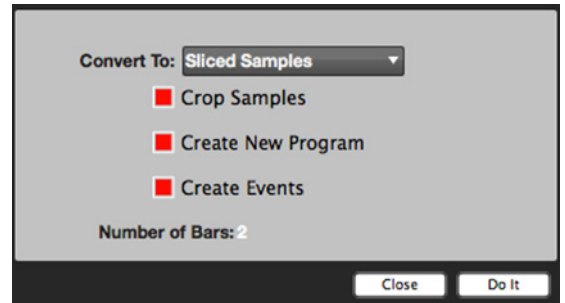 Convert To: Sliced Samples
Crop Samples
Create New Program
Create Events
Number of Bars: 2
Close Do It